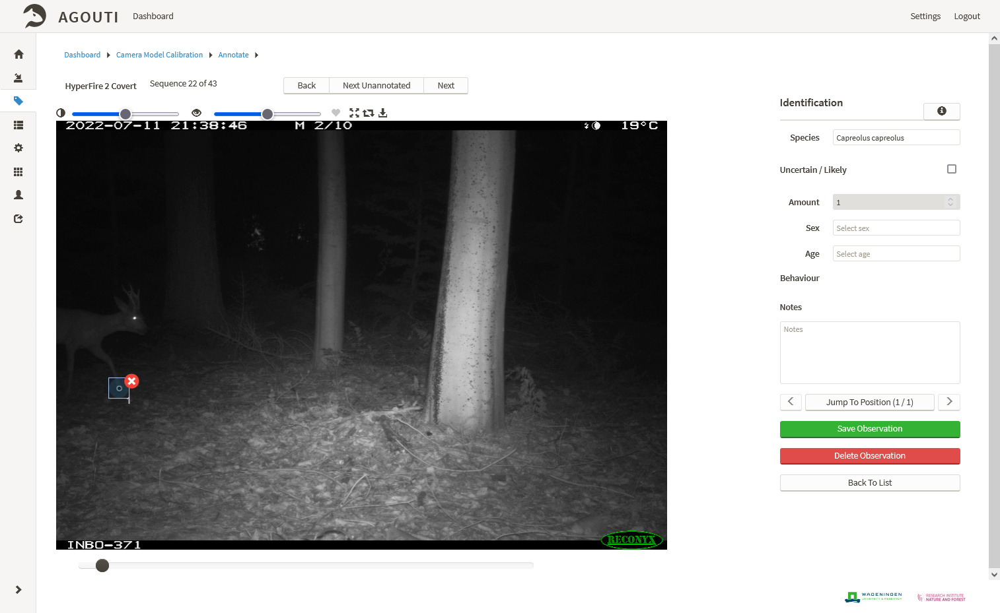 AGOUTI
Dashboard
Settings
Logout
Dashboard
Camera Model Calibration
Annotate
HyperFire 2 Covert
Sequence 22 of 43
Back
Next Unannotated
Next
2022-07-11 21:38:46
M 2/10
19°C
1
INBO-371
RECONYX
Identification
Species
Capreolus capreolus
Uncertain / Likely
Amount
1
Sex
Select sex
Age
Select age
Behaviour
Notes
Notes
Jump To Position (1 / 1)
Save Observation
Delete Observation
Back To List
WAGENINGEN
UNIVERSITY & RESEARCH
RESEARCH INSTITUTE
NATURE AND FOREST